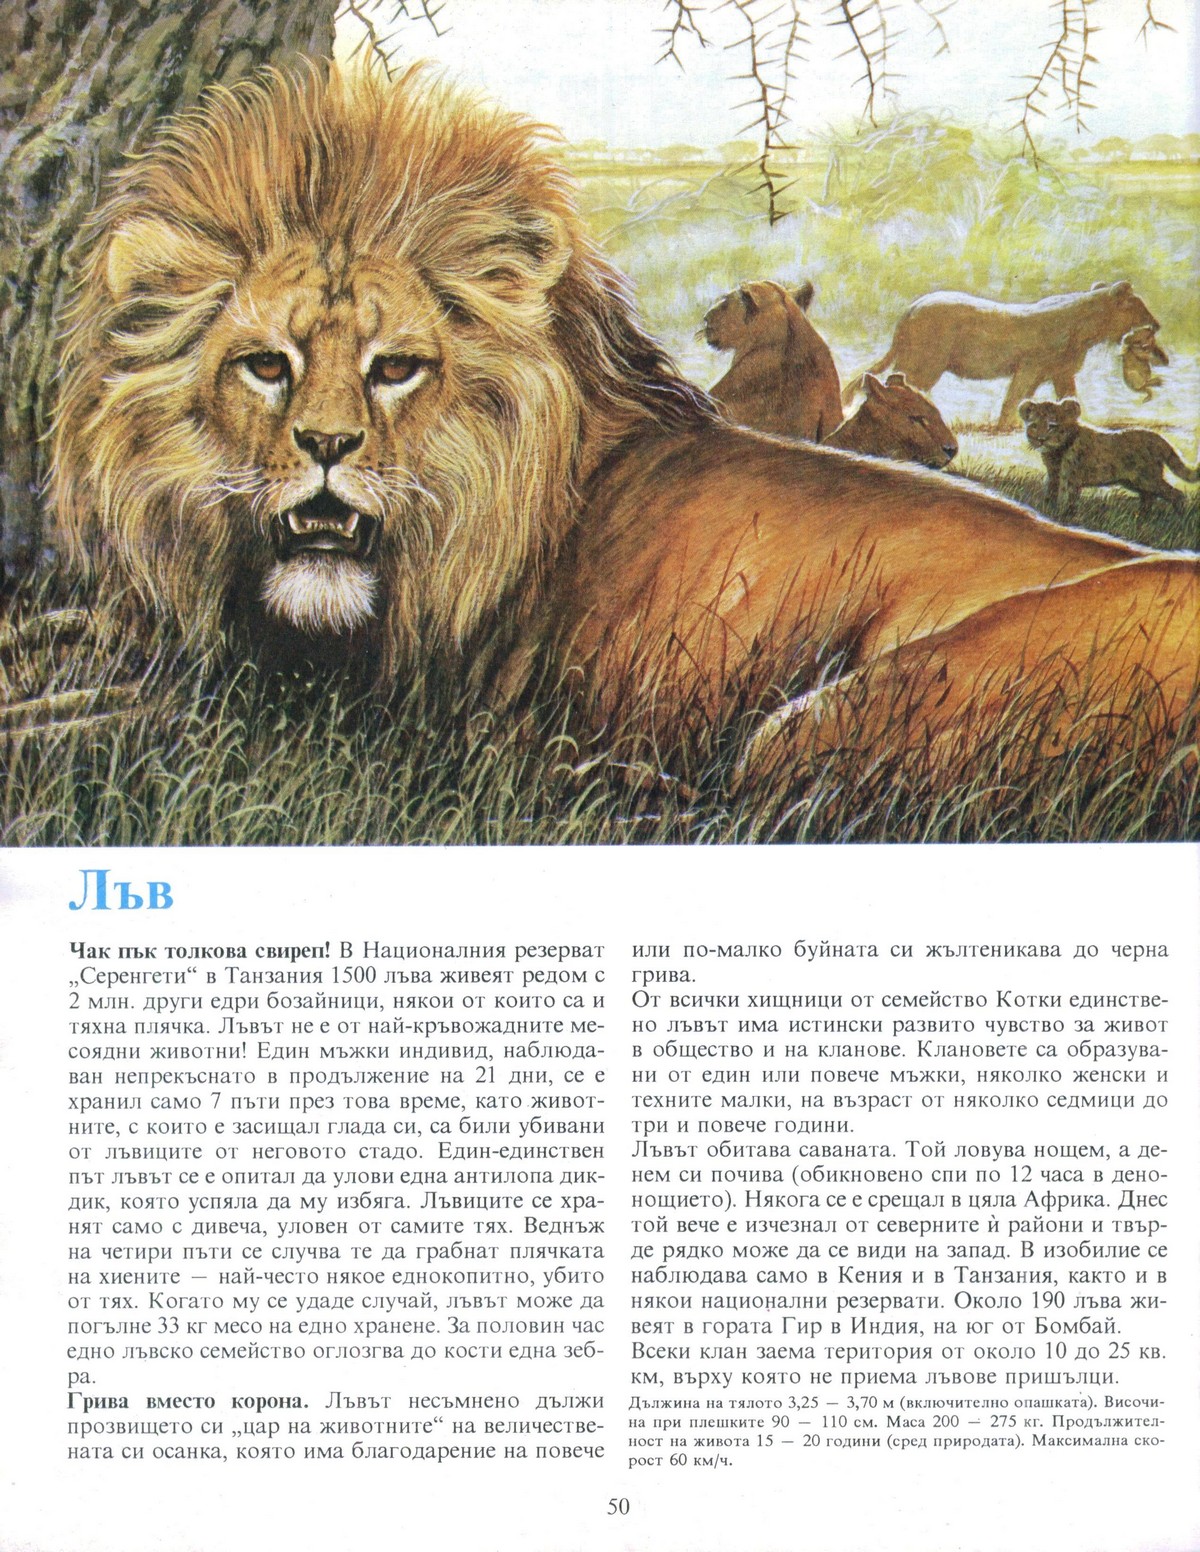 Лъв
Чак пък толкова свиреп! В Националния резерват
„Серенгети“ в Танзания 1500 лъва живеят редом с
2 млн. други едри бозайници, някои от които са и
тяхна плячка. Лъвът не е от най-кръвожадните ме-
соядни животни! Един мъжки индивид, наблюда-
ван непрекъснато в продължение на 21 дни, се е
хранил само 7 пъти през това време, като живот-
ните, с които е засищал глада си, са били убивани
от лъвиците от неговото стадо. Един-единствен
път лъвът се е опитал да улови една антилопа дик-
дик, която успяла да му избяга. Лъвиците се хра-
нят само с дивеча, уловен от самите тях. Веднъж
на четири пъти се случва те да грабнат плячката
на хиените — най-често някое еднокопитно, убито
от тях. Когато му се удаде случай, лъвът може да
погълне 33 кг месо на едно хранене. За половин час
едно лъвско семейство оглозгва до кости една зеб-
ра.
Грива вместо корона. Лъвът несъмнено дължи
прозвището си „цар на животните“ на величестве-
ната си осанка, която има благодарение на повече
или по-малко буйната си жълтеникава до черна
грива.
От всички хищници от семейство Котки единстве-
но лъвът има истински развито чувство за живот
в общество и на кланове. Клановете са образува-
ни от един или повече мъжки, няколко женски и
техните малки, на възраст от няколко седмици до
три и повече години.
Лъвът обитава саваната. Той ловува нощем, а де-
нем си почива (обикновено спи по 12 часа в дено-
нощието). Някога се е срещал в цяла Африка. Днес
той вече е изчезнал от северните ѝ райони и твър-
де рядко може да се види на запад. В изобилие се
наблюдава само в Кения и в Танзания, както и в
някои национални резервати. Около 190 лъва жи-
веят в гората Гир в Индия, на юг от Бомбай.
Всеки клан заема територия от около 10 до 25 кв.
км, върху която не приема лъвове пришълци.
Дължина на тялото 3,25 — 3,70 м (включително опашката). Височи-
на при плешките 90 — 110 см. Маса 200 — 275 кг. Продължител-
ност на живота 15 — 20 години (сред природата). Максимална ско-
рост 60 км/ч.
50